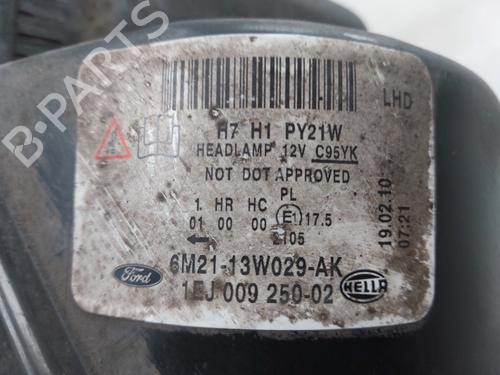 B-PARTS
LHD
H7 H1 PY21W
HEADLAMP 12V C95YK
NOT DOT APPROVED
PL
1 HR HC E1 17.5
01 00 00
2105
19.02.10
07:21
6M21-13W029-AK
Ford
1EJ 009 250-02
HELLA